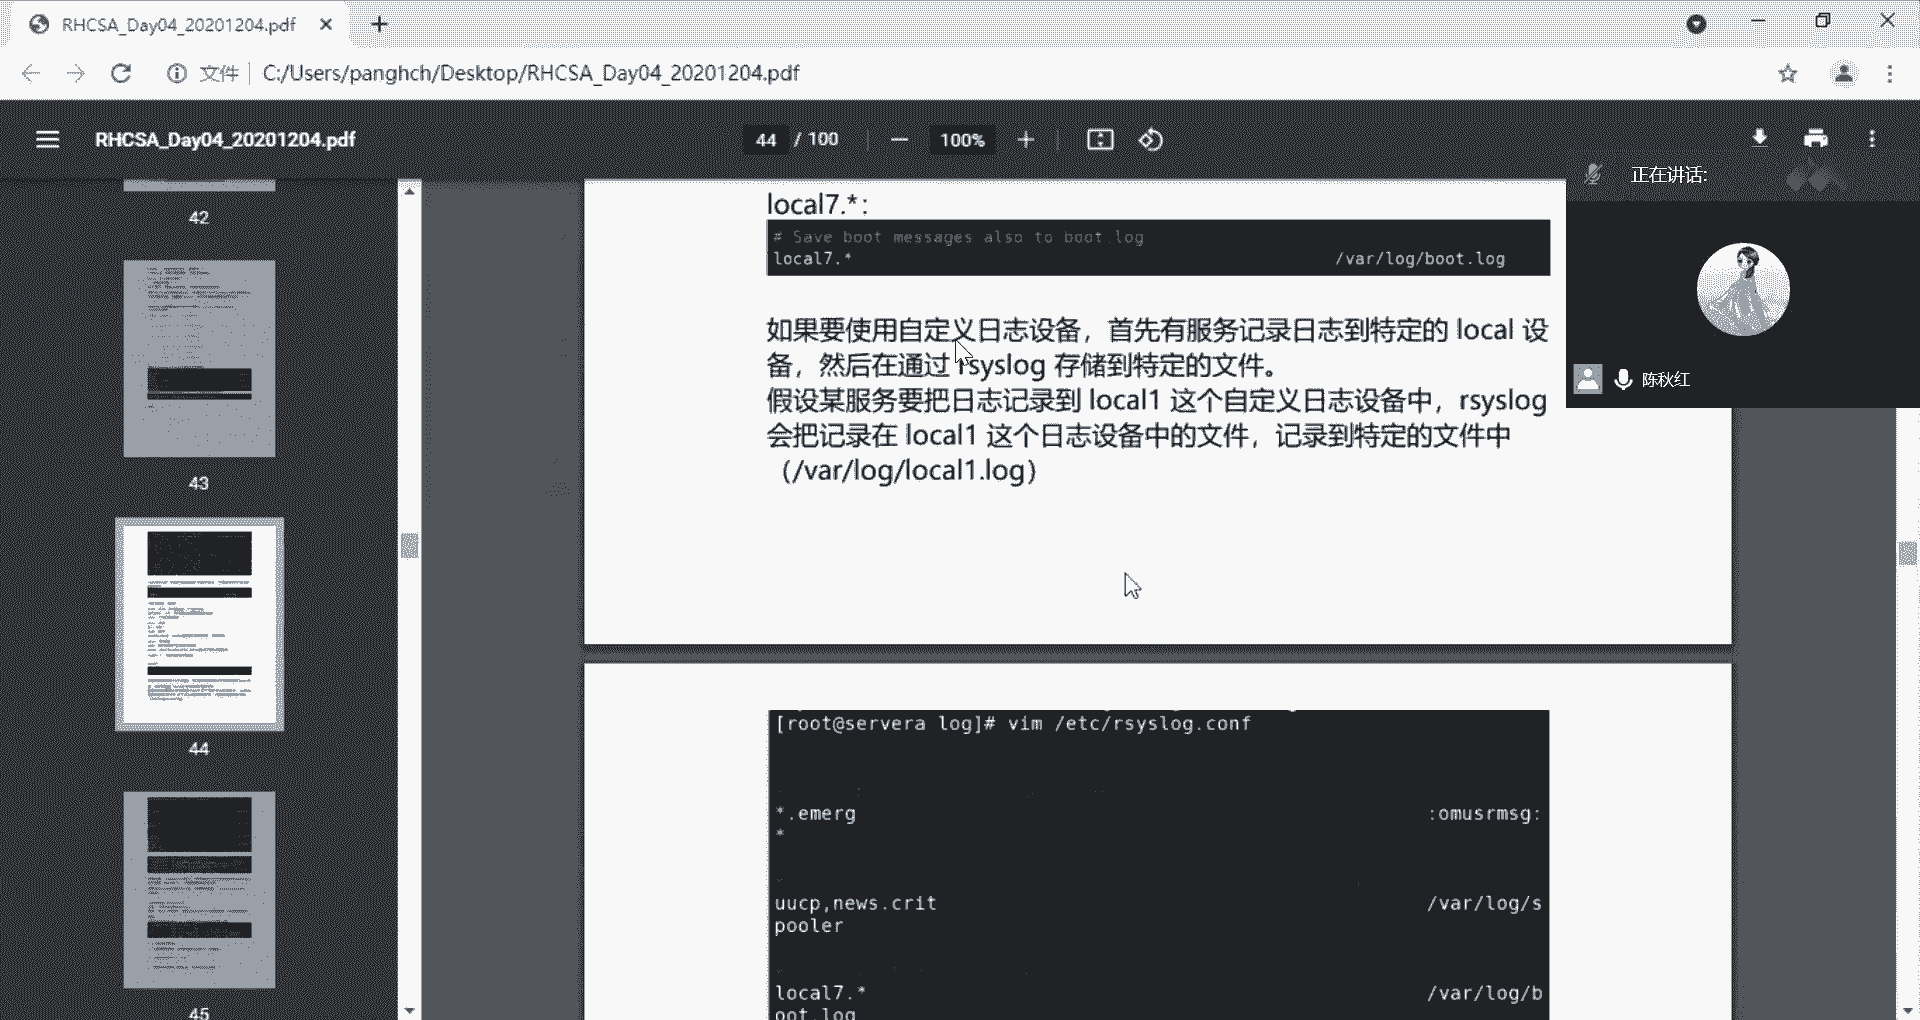 RHCSA_Day04_20201204.pdf
文件
C:/Users/panghch/Desktop/RHCSA_Day04_20201204.pdf
RHCSA_Day04_20201204.pdf
44 / 100
100%
正在讲话:
陈秋红
42
43
44
45
local7.*:
# Save boot messages also to boot.log
local7.* /var/log/boot.log
如果要使用自定义日志设备，首先有服务记录日志到特定的 local 设
备，然后在通过 rsyslog 存储到特定的文件。
假设某服务要把日志记录到 local1 这个自定义日志设备中，rsyslog
会把记录在 local1 这个日志设备中的文件，记录到特定的文件中
（/var/log/local1.log）
[root@servera log]# vim /etc/rsyslog.conf
*.emerg :omusrmsg:
*
uucp,news.crit /var/log/s
pooler
local7.* /var/log/b
oot.log